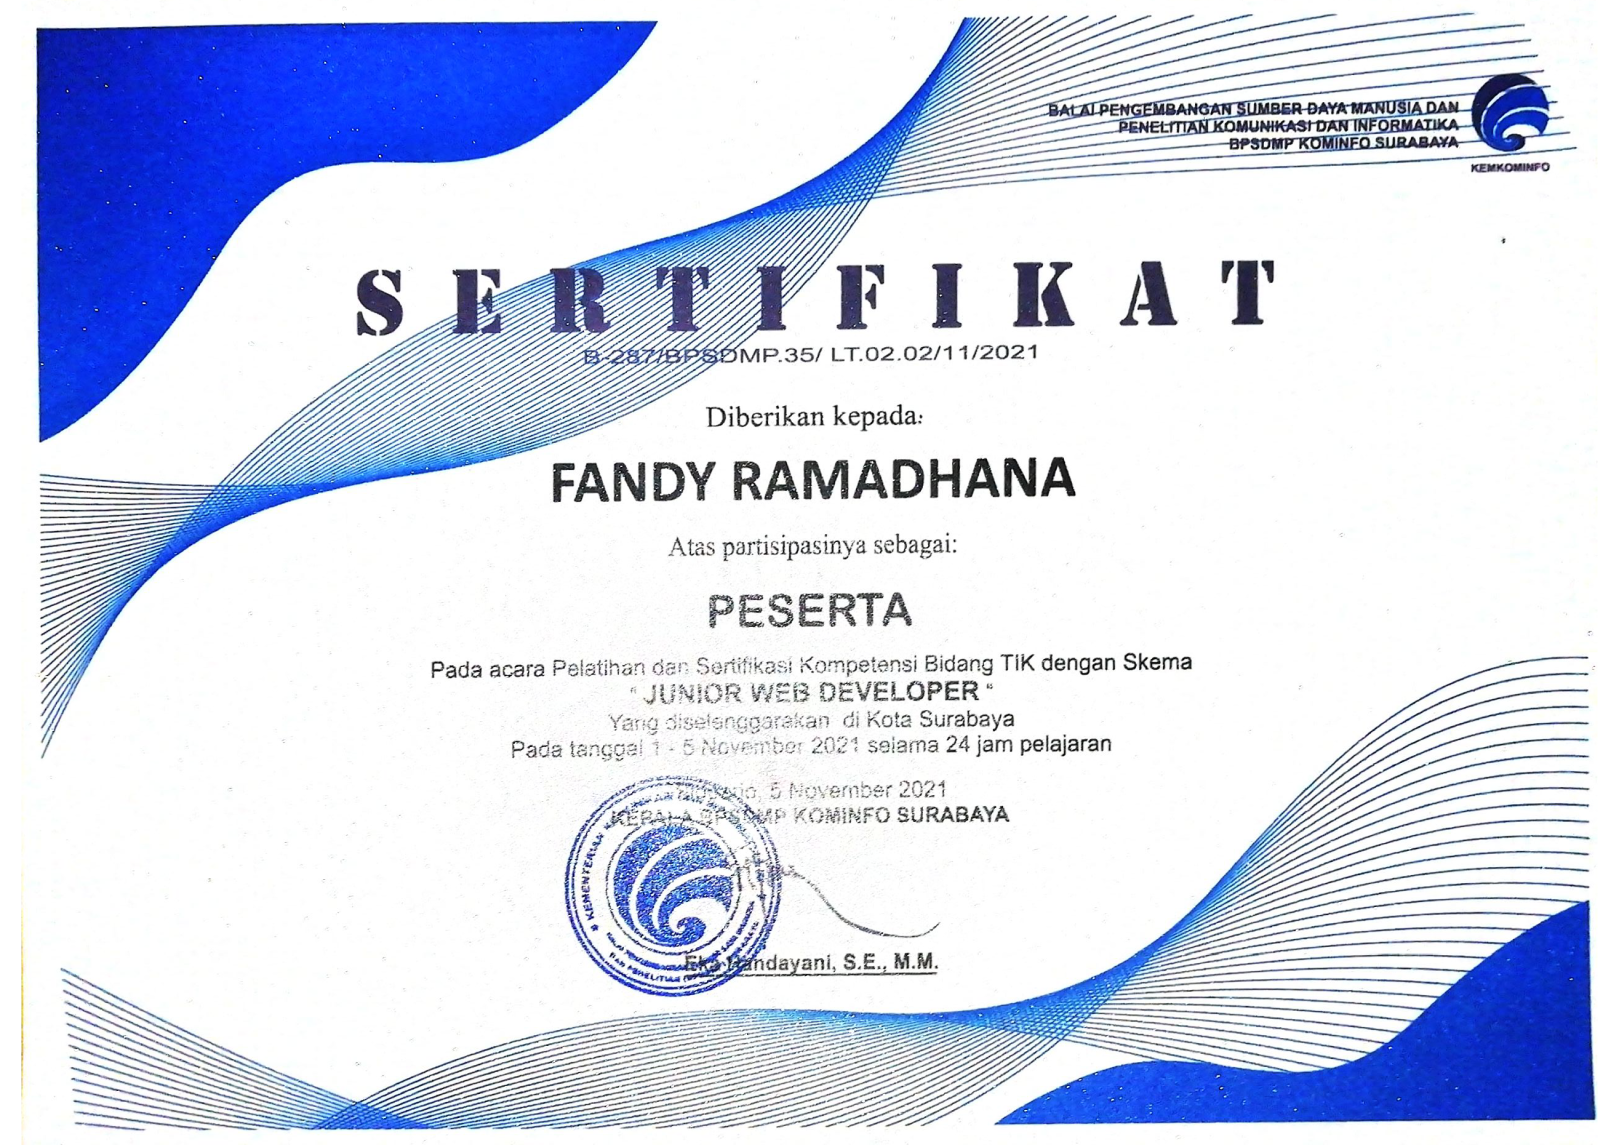 BALAI PENGEMBANGAN SUMBER DAYA MANUSIA DAN
PENELITIAN KOMUNIKASI DAN INFORMATIKA
BPSDMP KOMINFO SURABAYA
KEMKOMINFO
SERTIFIKAT
B-287/BPSDMP.35/ LT.02.02/11/2021
Diberikan kepada:
FANDY RAMADHANA
Atas partisipasinya sebagai:
PESERTA
Pada acara Pelatihan dan Sertifikasi Kompetensi Bidang TIK dengan Skema
" JUNIOR WEB DEVELOPER "
Yang diselenggarakan di Kota Surabaya
Pada tanggal 1 - 5 November 2021 selama 24 jam pelajaran
5 November 2021
KEPALA BPSDMP KOMINFO SURABAYA
KEMENTERIAN
Eka Handayani, S.E., M.M.